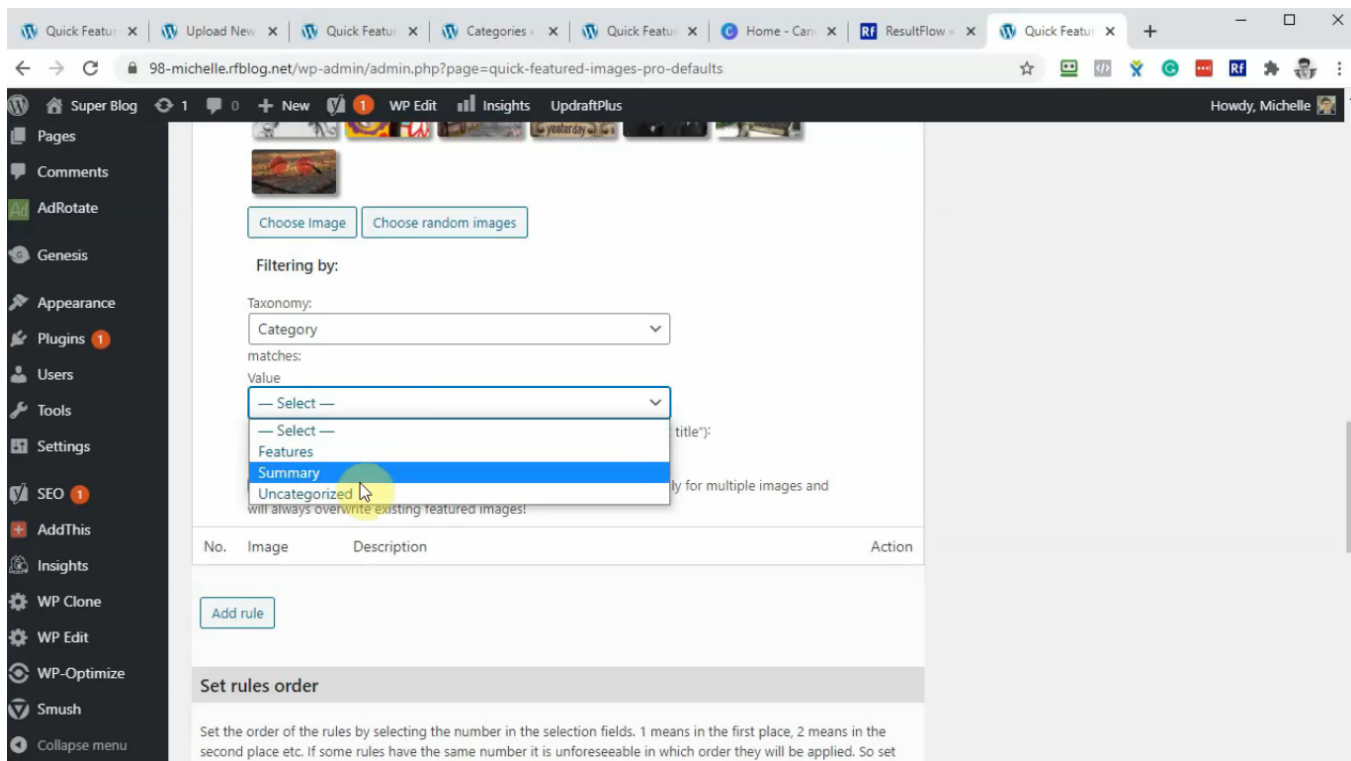 Quick Featur
Upload New
Quick Featur
Categories ‹
Quick Featur
Home - Can
ResultFlow »
Quick Featur
98-michelle.rfblog.net/wp-admin/admin.php?page=quick-featured-images-pro-defaults
Super Blog 1 0 + New 1 WP Edit Insights UpdraftPlus Howdy, Michelle
Pages
Comments
AdRotate
Genesis
Appearance
Plugins 1
Users
Tools
Settings
SEO 1
AddThis
Insights
WP Clone
WP Edit
WP-Optimize
Smush
Collapse menu
yesterday
Choose Image Choose random images
Filtering by:
Taxonomy:
Category
matches:
Value
— Select —
— Select —
title"):
Features
Summary
Uncategorized
ly for multiple images and
will always overwrite existing featured images!
No. Image Description Action
Add rule
Set rules order
Set the order of the rules by selecting the number in the selection fields. 1 means in the first place, 2 means in the
second place etc. If some rules have the same number it is unforeseeable in which order they will be applied. So set